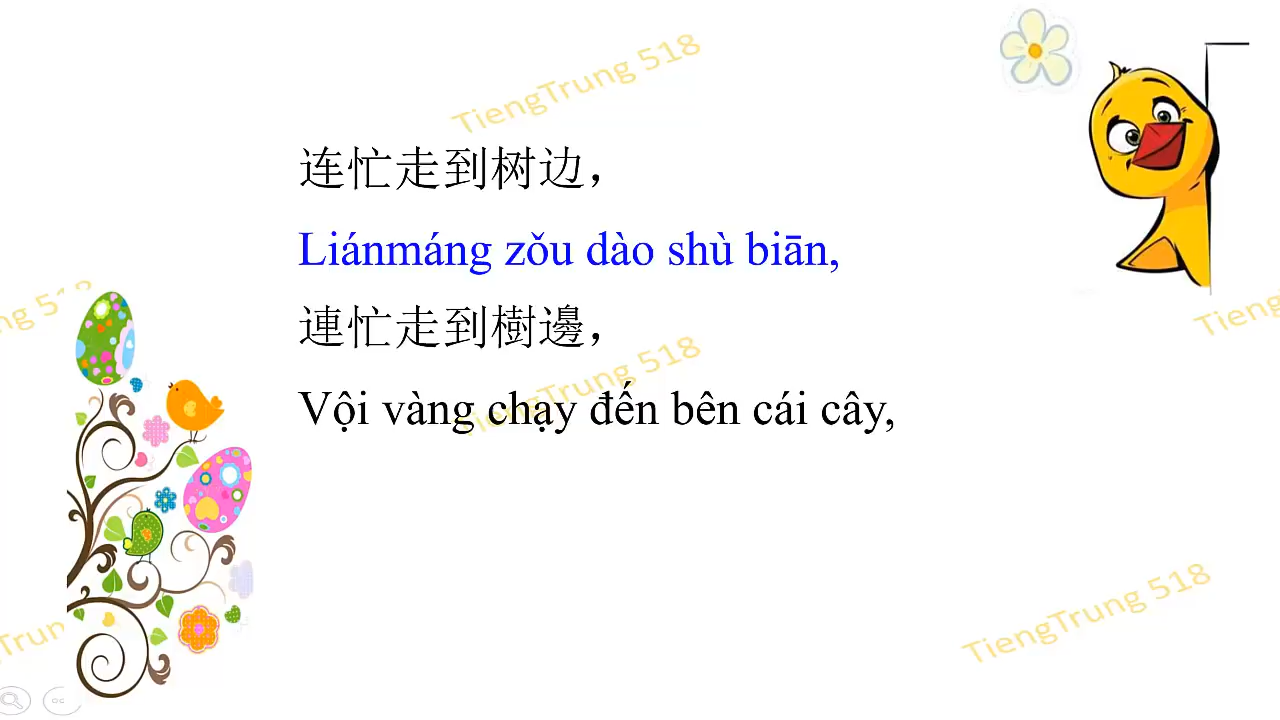 TiengTrung 518
连忙走到树边，
Liánmáng zǒu dào shù biān,
連忙走到樹邊，
TiengTrung 518
Vội vàng chạy đến bên cái cây,
TiengTrung 518